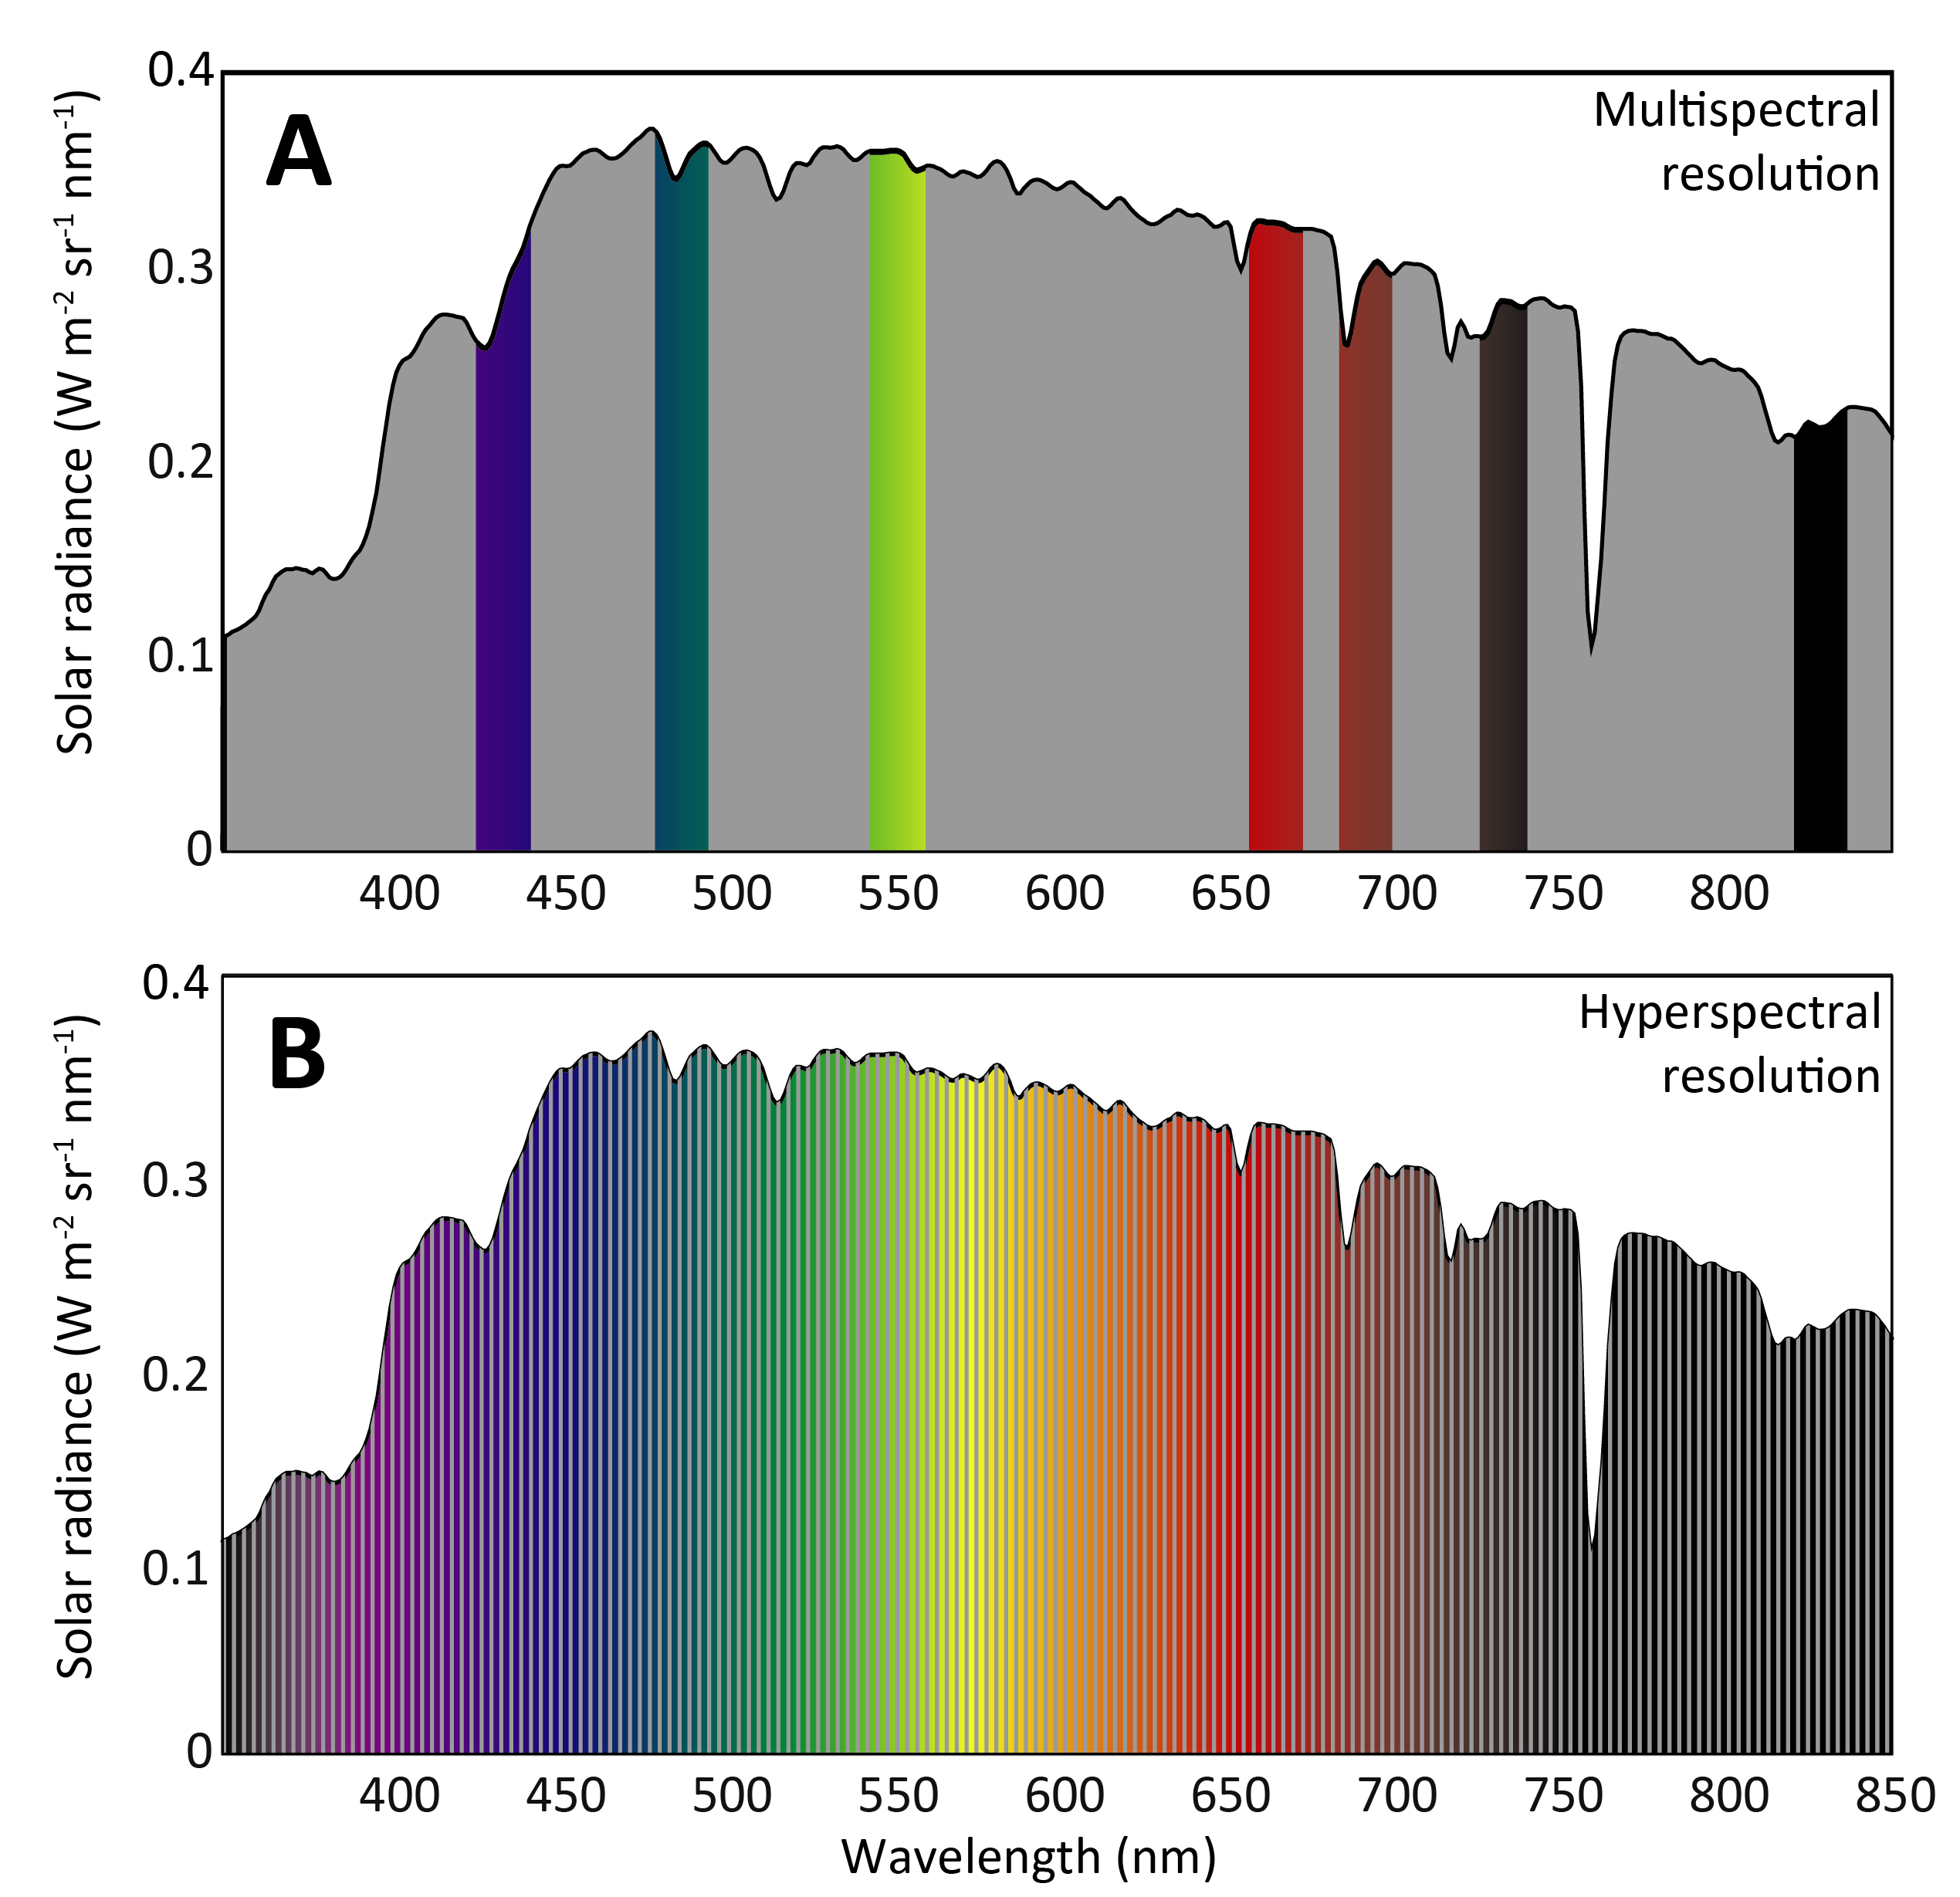 A
Multispectral
resolution
Solar radiance (W m-2 sr-1 nm-1)
0.4
0.3
0.2
0.1
0
400 450 500 550 600 650 700 750 800
B
Hyperspectral
resolution
Solar radiance (W m-2 sr-1 nm-1)
0.4
0.3
0.2
0.1
0
400 450 500 550 600 650 700 750 800 850
Wavelength (nm)